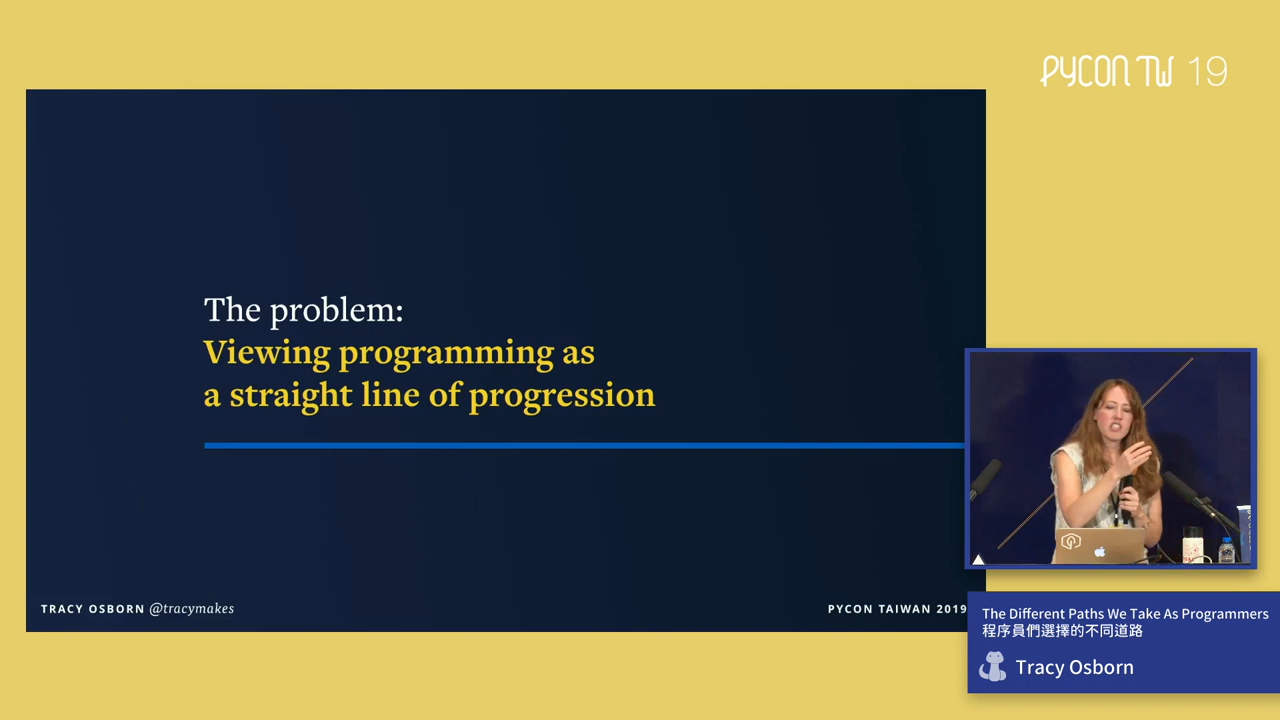 PYCON TW 19
The problem:
Viewing programming as
a straight line of progression
TRACY OSBORN @tracymakes
PYCON TAIWAN 2019
The Different Paths We Take As Programmers
程序員們選擇的不同道路
Tracy Osborn